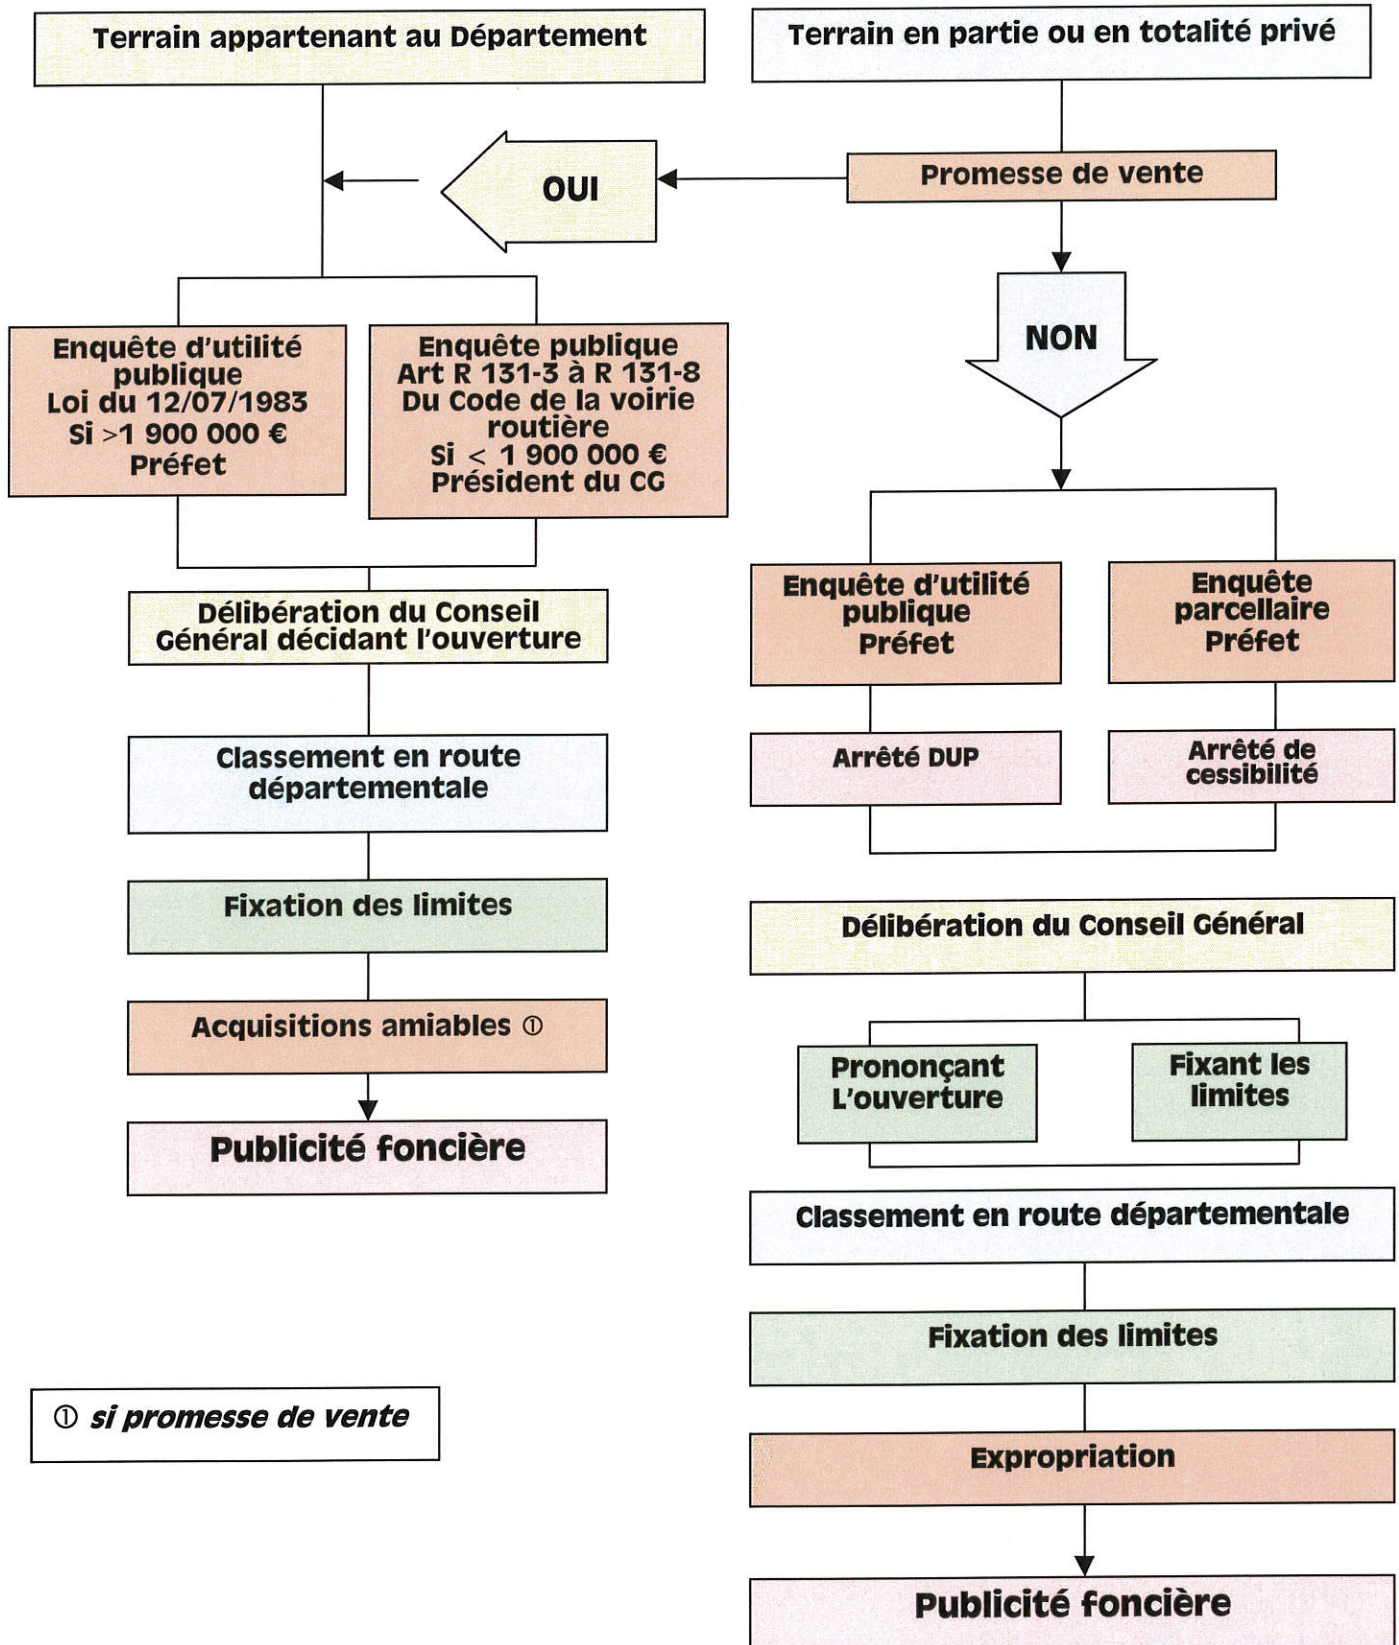 Terrain appartenant au Département
Terrain en partie ou en totalité privé
OUI
Promesse de vente
NON
Enquête d'utilité
publique
Loi du 12/07/1983
Si >1 900 000 €
Préfet
Enquête publique
Art R 131-3 à R 131-8
Du Code de la voirie
routière
Si < 1 900 000 €
Président du CG
Délibération du Conseil
Général décidant l'ouverture
Classement en route
départementale
Fixation des limites
Acquisitions amiables ①
Publicité foncière
① si promesse de vente
Enquête d'utilité
publique
Préfet
Enquête
parcellaire
Préfet
Arrêté DUP
Arrêté de
cessibilité
Délibération du Conseil Général
Prononçant
L'ouverture
Fixant les
limites
Classement en route départementale
Fixation des limites
Expropriation
Publicité foncière